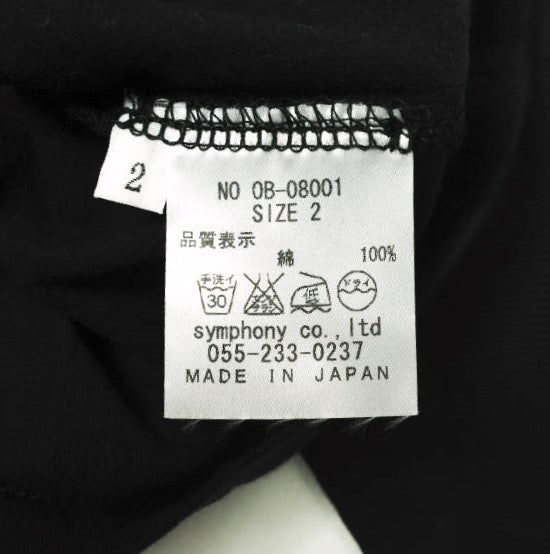 2
NO OB-08001
SIZE 2
品質表示
綿 100%
手洗イ 30 低 ドライ
symphony co.,ltd
055-233-0237
MADE IN JAPAN